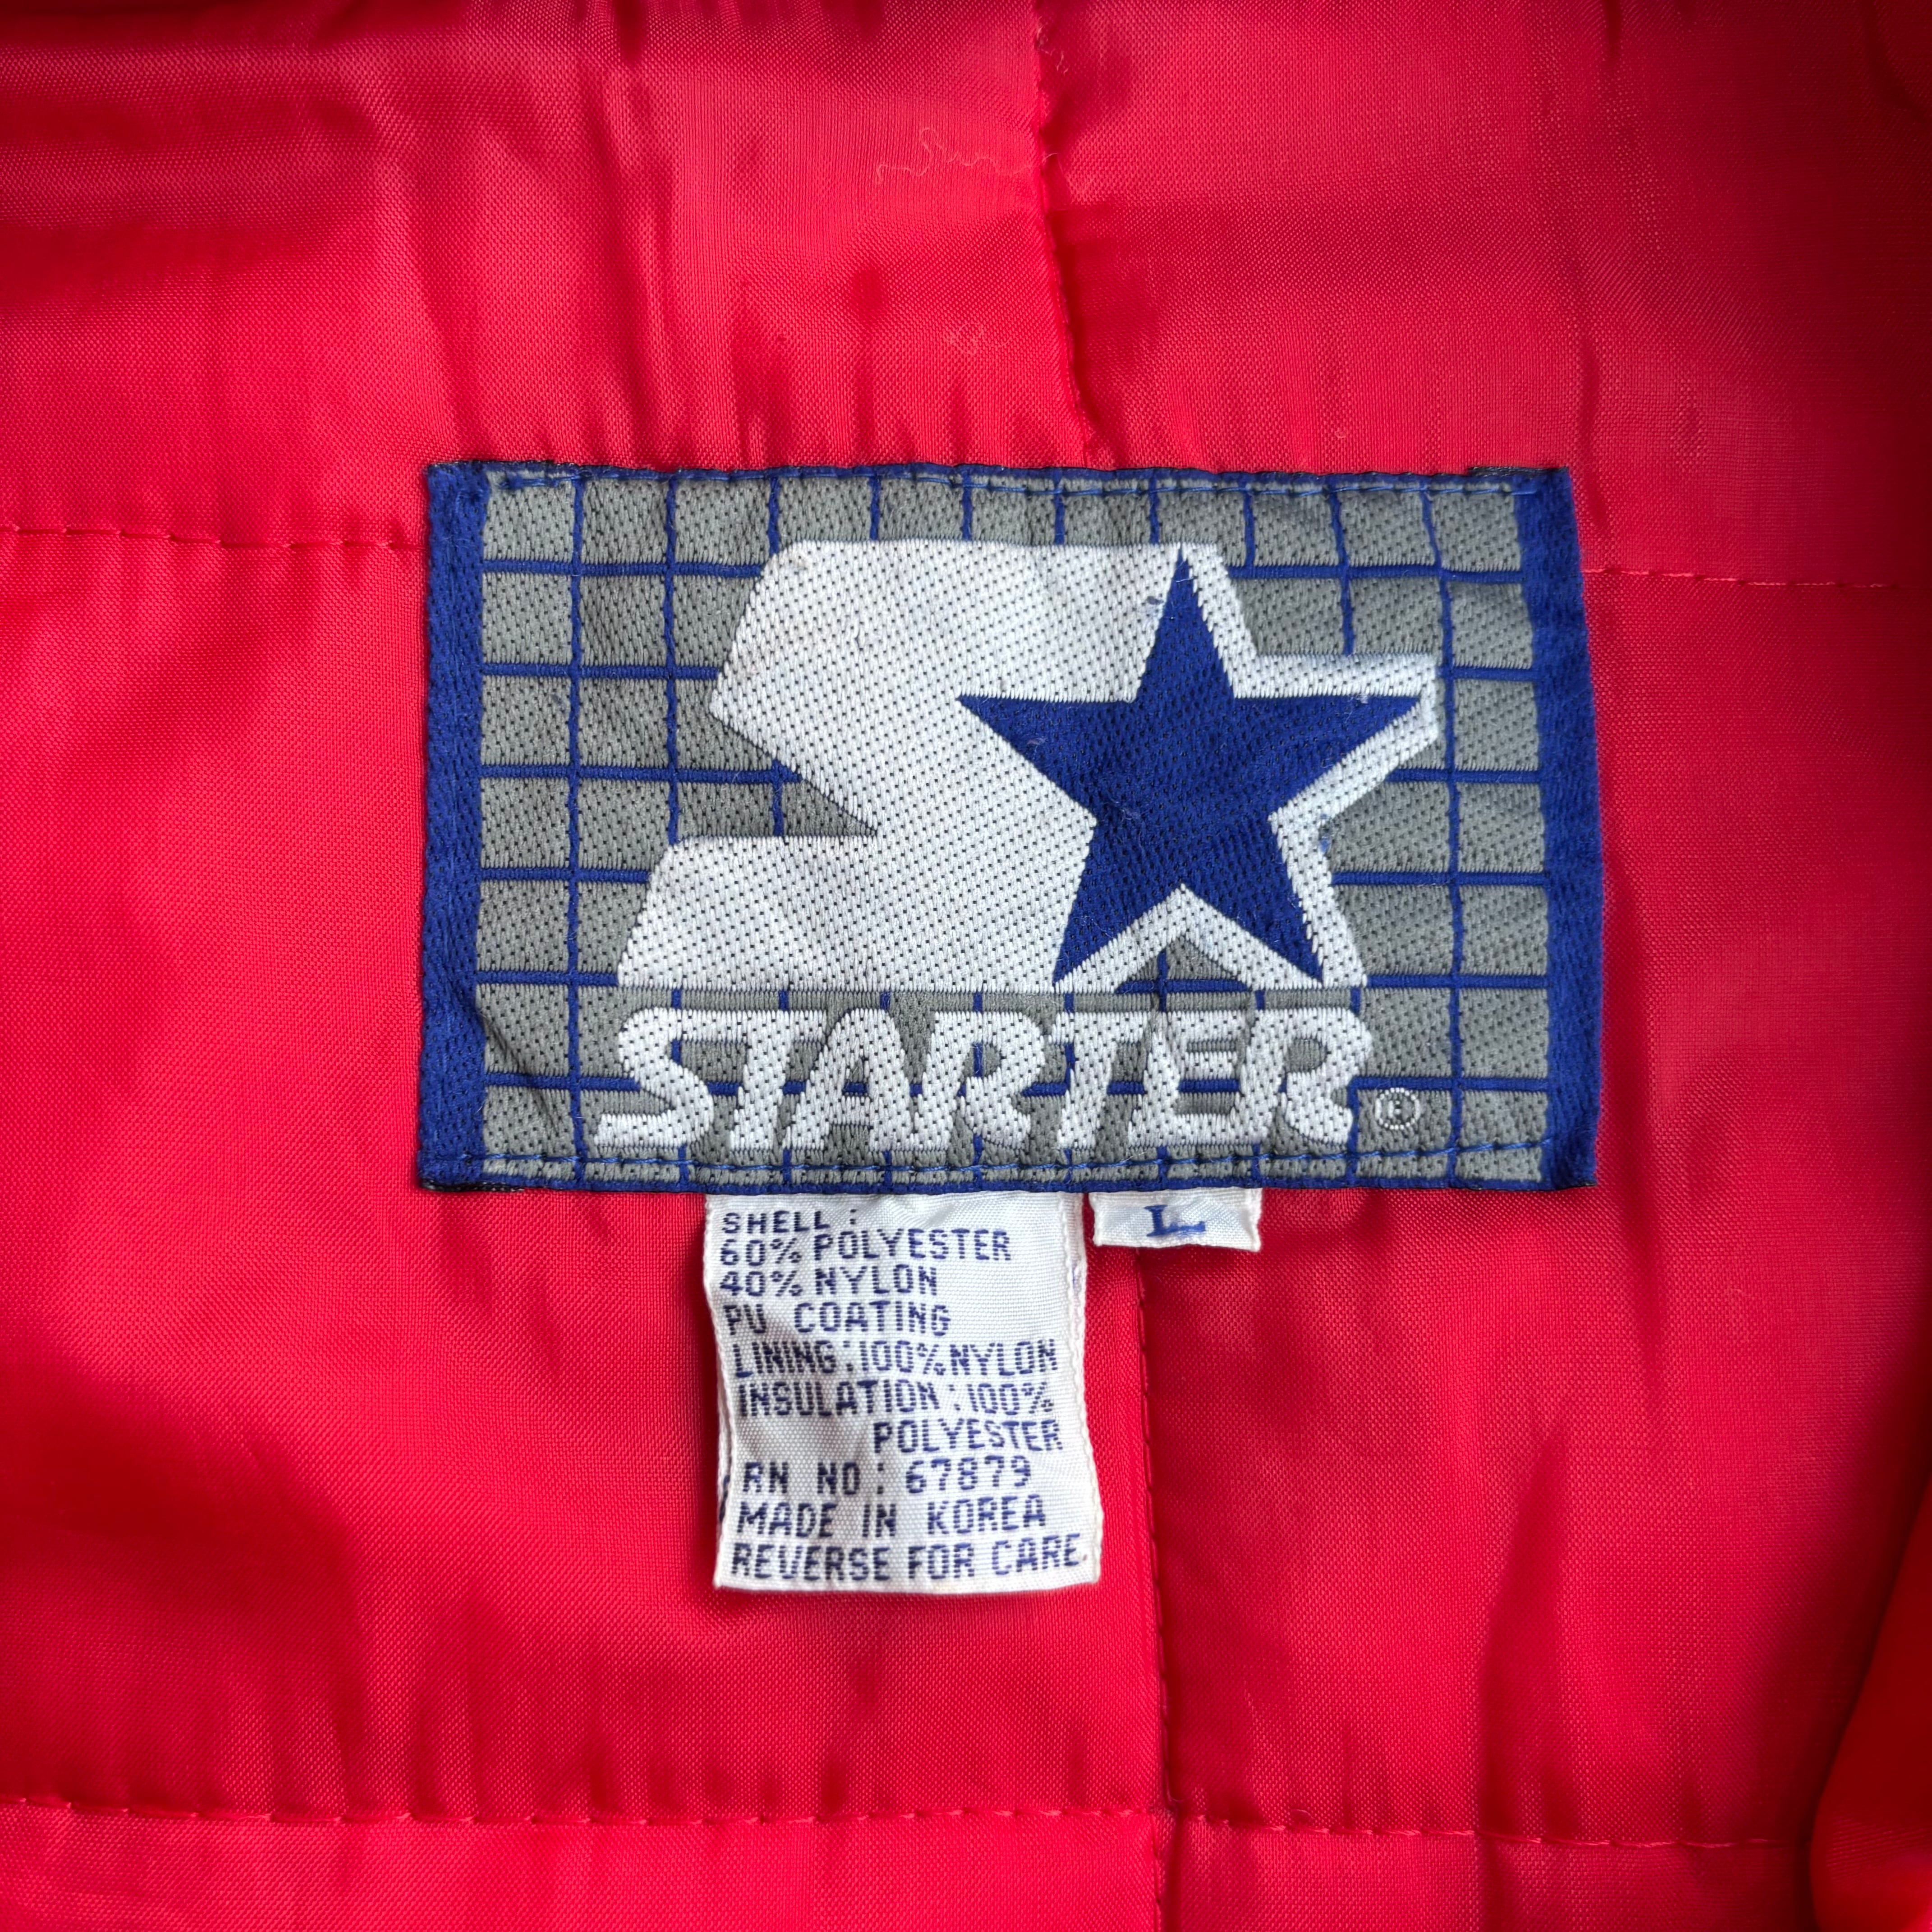 STARTER ®
L
SHELL :
60% POLYESTER
40% NYLON
PU COATING
LINING : 100% NYLON
INSULATION : 100%
POLYESTER
RN NO : 67879
MADE IN KOREA
REVERSE FOR CARE.